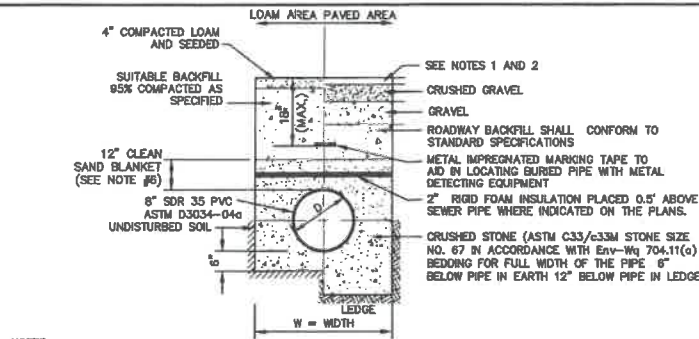 LOAM AREA PAVED AREA
4" COMPACTED LOAM
AND SEEDED
SUITABLE BACKFILL
95% COMPACTED AS
SPECIFIED
18"
(MAX.)
12" CLEAN
SAND BLANKET
(SEE NOTE #6)
8" SDR 35 PVC
ASTM D3034-04a
UNDISTURBED SOIL
D
6"
SEE NOTES 1 AND 2
CRUSHED GRAVEL
GRAVEL
ROADWAY BACKFILL SHALL CONFORM TO
STANDARD SPECIFICATIONS
METAL IMPREGNATED MARKING TAPE TO
AID IN LOCATING BURIED PIPE WITH METAL
DETECTING EQUIPMENT
2" RIGID FOAM INSULATION PLACED 0.5' ABOVE
SEWER PIPE WHERE INDICATED ON THE PLANS.
CRUSHED STONE (ASTM C33/c33M STONE SIZE
NO. 67 IN ACCORDANCE WITH Env-Wq 704.11(a)
BEDDING FOR FULL WIDTH OF THE PIPE 6"
BELOW PIPE IN EARTH 12" BELOW PIPE IN LEDGE
LEDGE
W = WIDTH